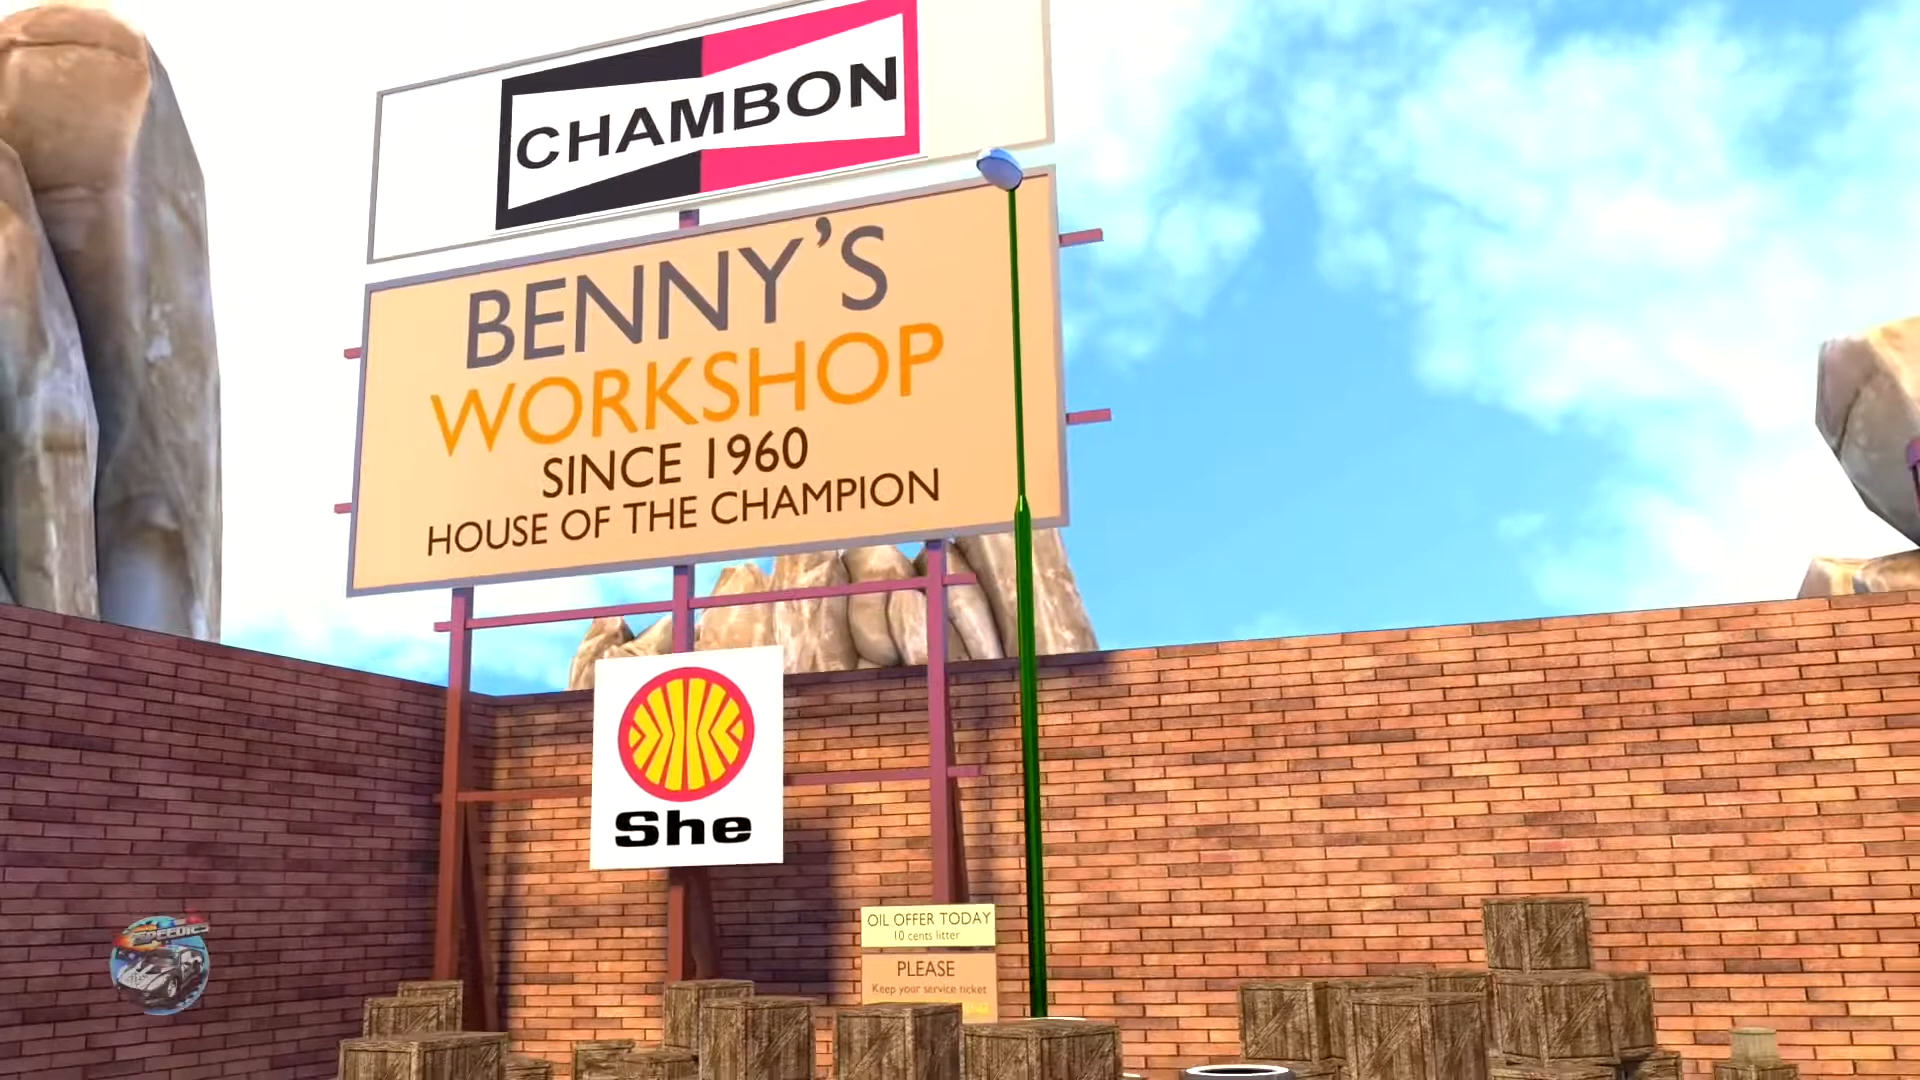 CHAMBON
BENNY'S
WORKSHOP
SINCE 1960
HOUSE OF THE CHAMPION
She
OIL OFFER TODAY
10 cents litter
PLEASE
Keep your service ticket
SPEEDIES